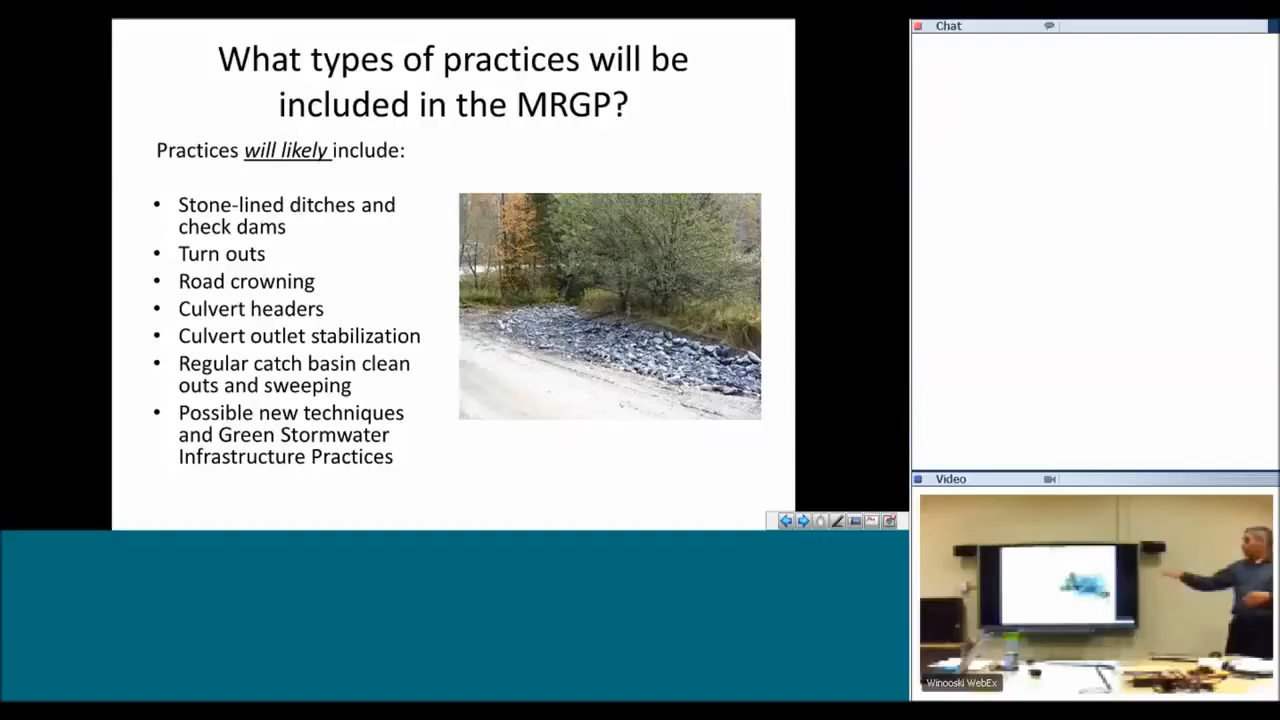 What types of practices will be
included in the MRGP?
Practices will likely include:
• Stone-lined ditches and
check dams
• Turn outs
• Road crowning
• Culvert headers
• Culvert outlet stabilization
• Regular catch basin clean
outs and sweeping
• Possible new techniques
and Green Stormwater
Infrastructure Practices
Chat
Video
Winooski WebEx